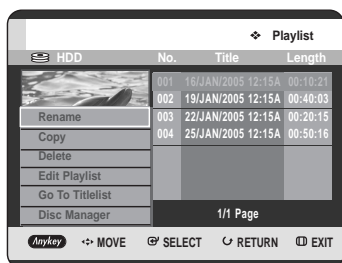 ❖ Playlist
HDD No. Title Length
001 16/JAN/2005 12:15A 00:10:21
002 19/JAN/2005 12:15A 00:40:03
003 22/JAN/2005 12:15A 00:20:15
004 25/JAN/2005 12:15A 00:50:16
Rename
Copy
Delete
Edit Playlist
Go To Titlelist
Disc Manager
1/1 Page
Anykey MOVE SELECT RETURN EXIT